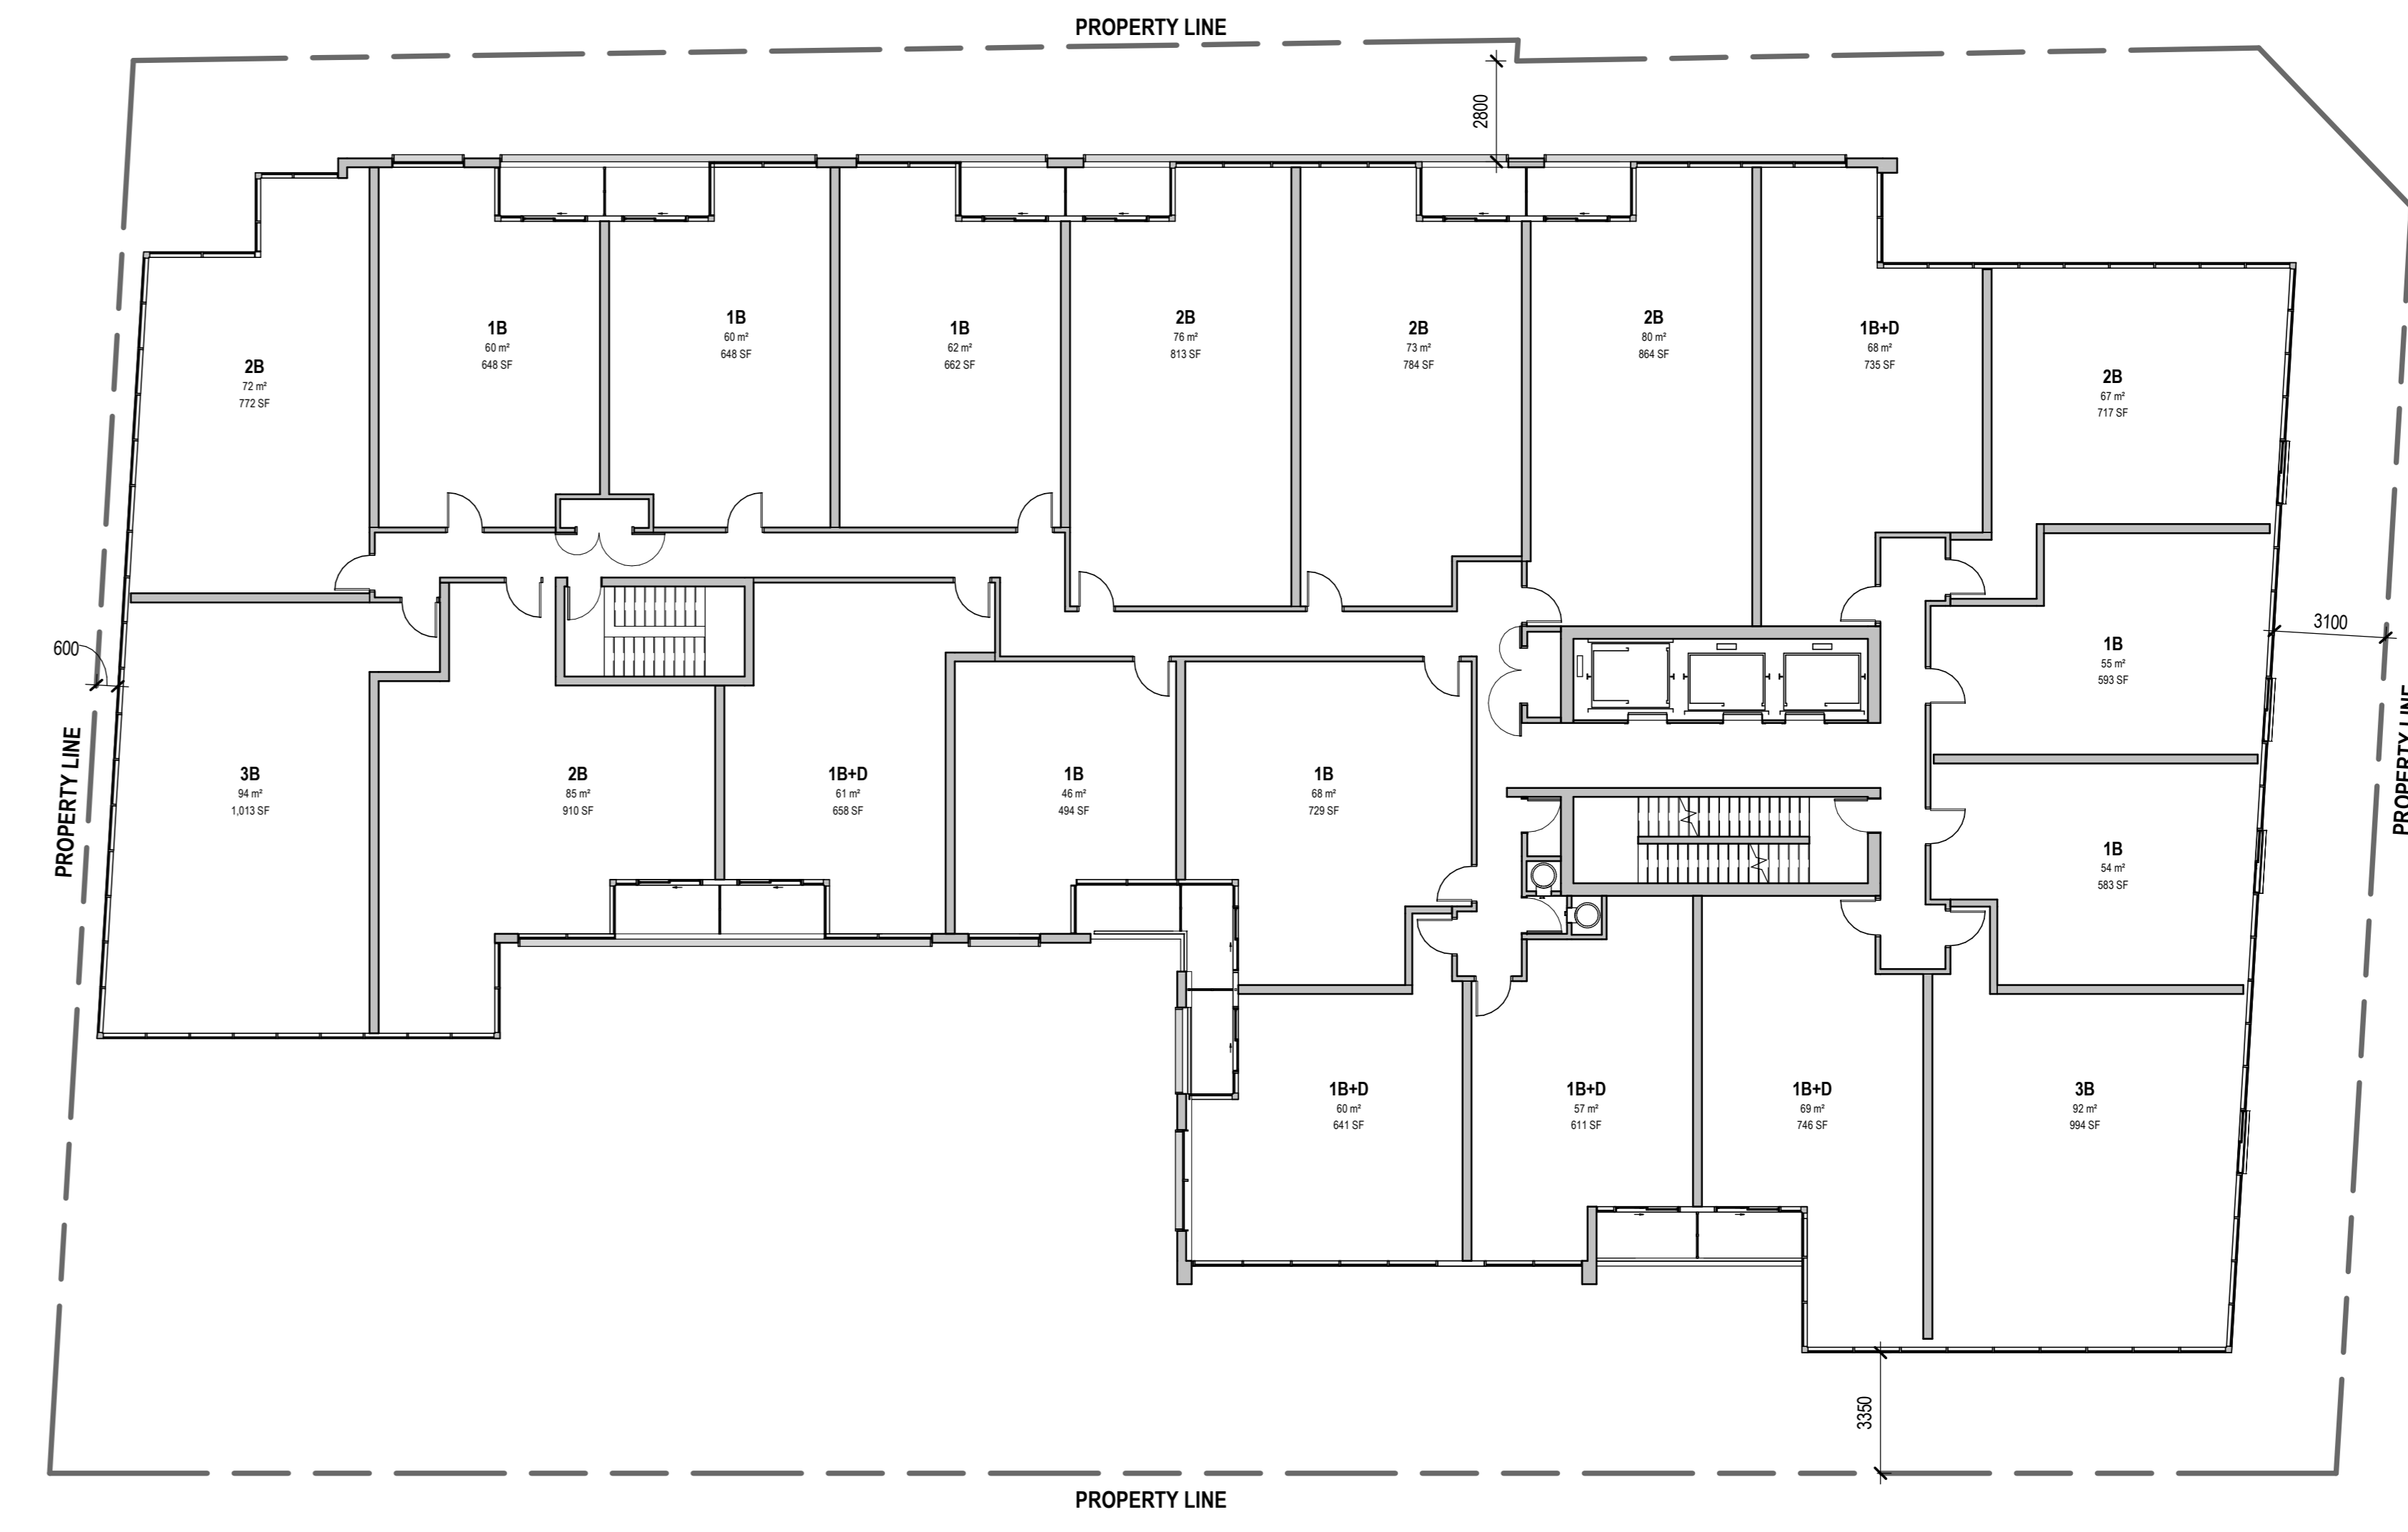 PROPERTY LINE
2800
1B
60 m²
648 SF
1B
60 m²
648 SF
1B
62 m²
662 SF
2B
76 m²
813 SF
2B
73 m²
784 SF
2B
80 m²
864 SF
1B+D
68 m²
735 SF
2B
72 m²
772 SF
2B
67 m²
717 SF
600
3100
1B
55 m²
593 SF
PROPERTY LINE
PROPERTY LINE
3B
94 m²
1,013 SF
2B
85 m²
910 SF
1B+D
61 m²
658 SF
1B
46 m²
494 SF
1B
68 m²
729 SF
1B
54 m²
583 SF
1B+D
60 m²
641 SF
1B+D
57 m²
611 SF
1B+D
69 m²
746 SF
3B
92 m²
994 SF
3350
PROPERTY LINE